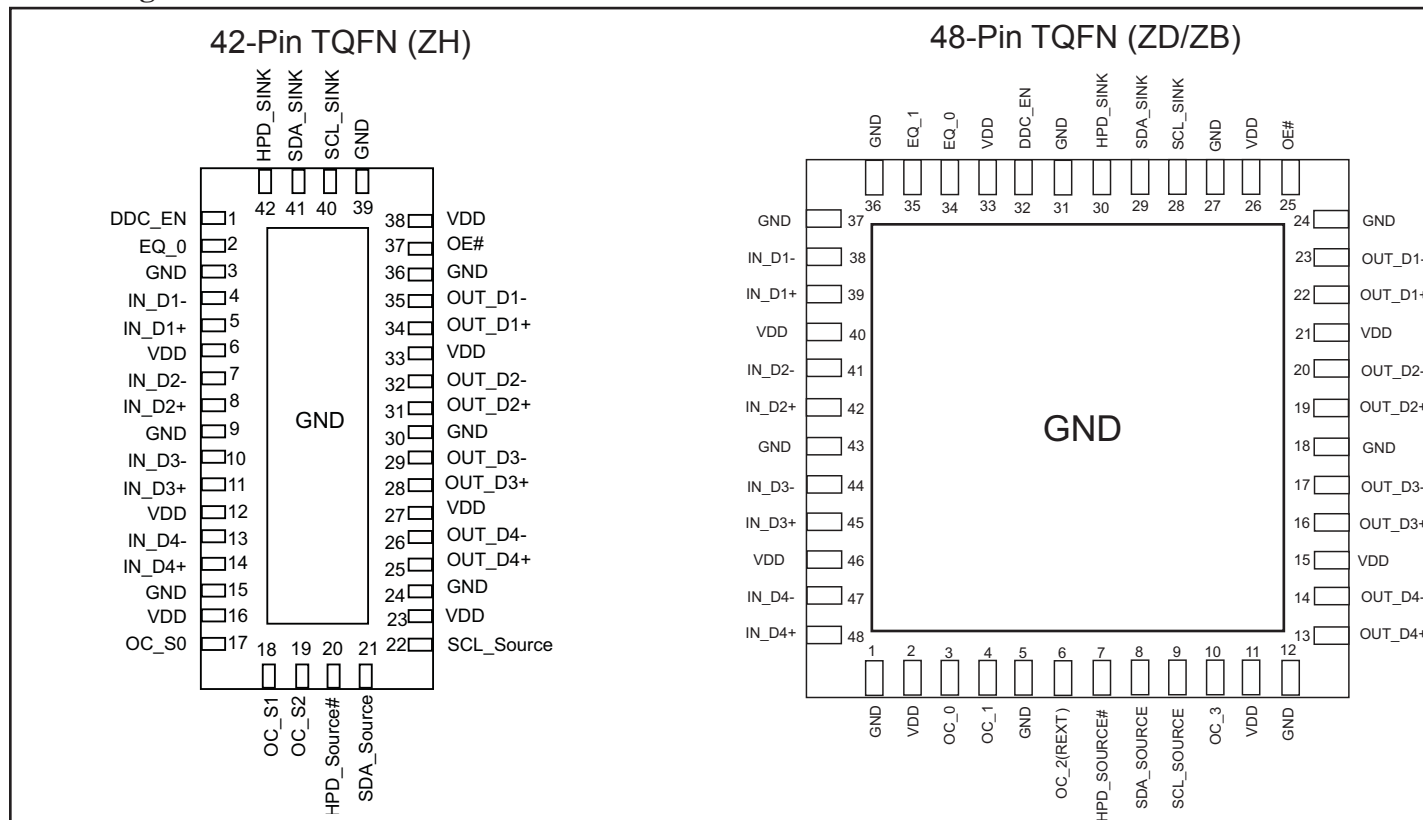 42-Pin TQFN (ZH)
HPD_SINK
SDA_SINK
SCL_SINK
GND
42
41
40
39
DDC_EN 1
EQ_0 2
GND 3
IN_D1- 4
IN_D1+ 5
VDD 6
IN_D2- 7
IN_D2+ 8
GND 9
IN_D3- 10
IN_D3+ 11
VDD 12
IN_D4- 13
IN_D4+ 14
GND 15
VDD 16
OC_S0 17
GND
38 VDD
37 OE#
36 GND
35 OUT_D1-
34 OUT_D1+
33 VDD
32 OUT_D2-
31 OUT_D2+
30 GND
29 OUT_D3-
28 OUT_D3+
27 VDD
26 OUT_D4-
25 OUT_D4+
24 GND
23 VDD
22 SCL_Source
18
19
20
21
OC_S1
OC_S2
HPD_Source#
SDA_Source
48-Pin TQFN (ZD/ZB)
GND
EQ_1
EQ_0
VDD
DDC_EN
GND
HPD_SINK
SDA_SINK
SCL_SINK
GND
VDD
OE#
36
35
34
33
32
31
30
29
28
27
26
25
GND 37
IN_D1- 38
IN_D1+ 39
VDD 40
IN_D2- 41
IN_D2+ 42
GND 43
IN_D3- 44
IN_D3+ 45
VDD 46
IN_D4- 47
IN_D4+ 48
GND
24 GND
23 OUT_D1-
22 OUT_D1+
21 VDD
20 OUT_D2-
19 OUT_D2+
18 GND
17 OUT_D3-
16 OUT_D3+
15 VDD
14 OUT_D4-
13 OUT_D4+
1
2
3
4
5
6
7
8
9
10
11
12
GND
VDD
OC_0
OC_1
GND
OC_2(REXT)
HPD_SOURCE#
SDA_SOURCE
SCL_SOURCE
OC_3
VDD
GND